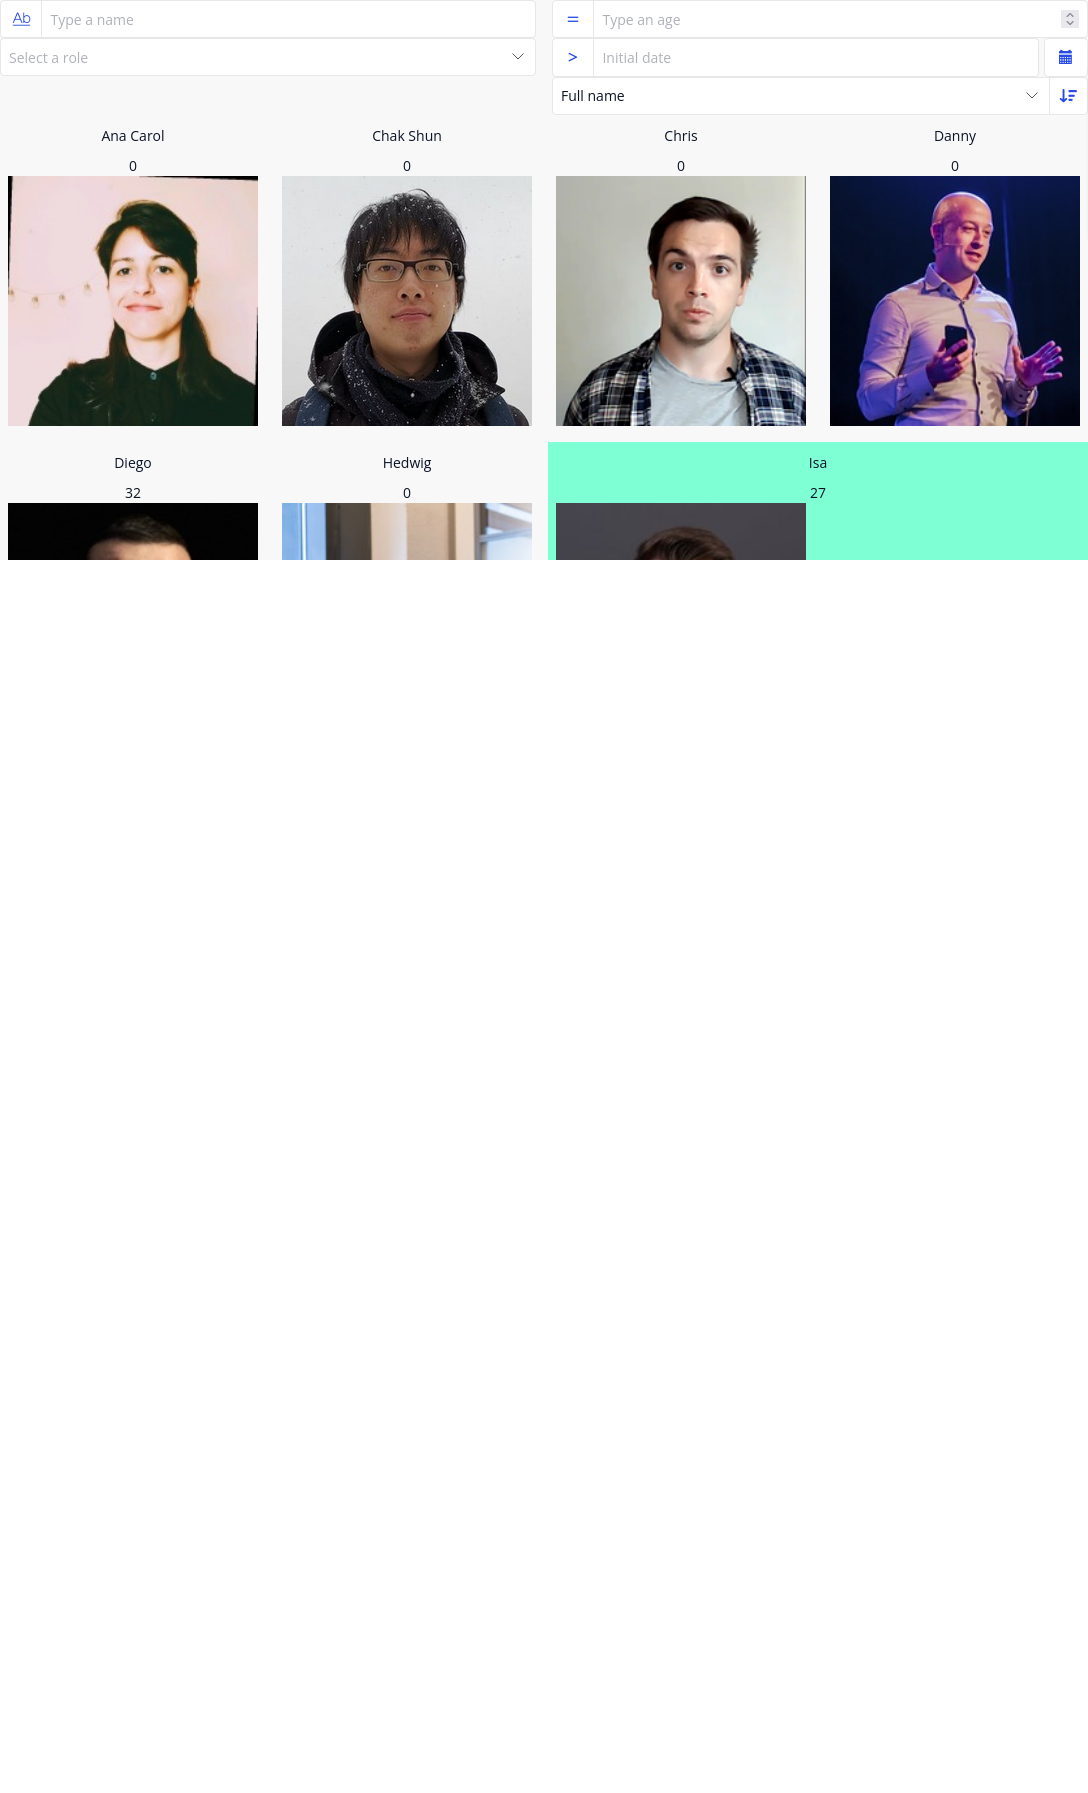 Ab Type a name
= Type an age
Select a role
> Initial date
Full name
Ana Carol
0
Chak Shun
0
Chris
0
Danny
0
Diego
32
Hedwig
0
Isa
27